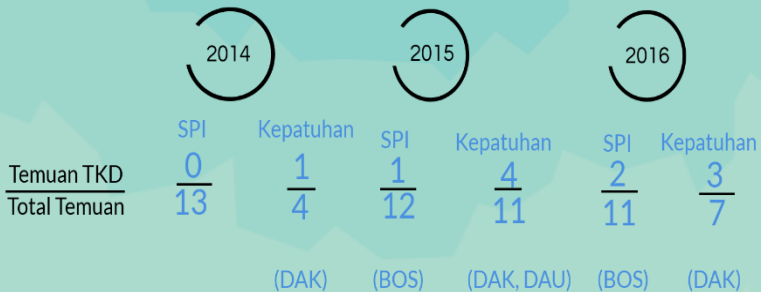 2014 2015 2016
SPI Kepatuhan SPI Kepatuhan SPI Kepatuhan
Temuan TKD 0 1 1 4 2 3
Total Temuan 13 4 12 11 11 7
(DAK) (BOS) (DAK, DAU) (BOS) (DAK)